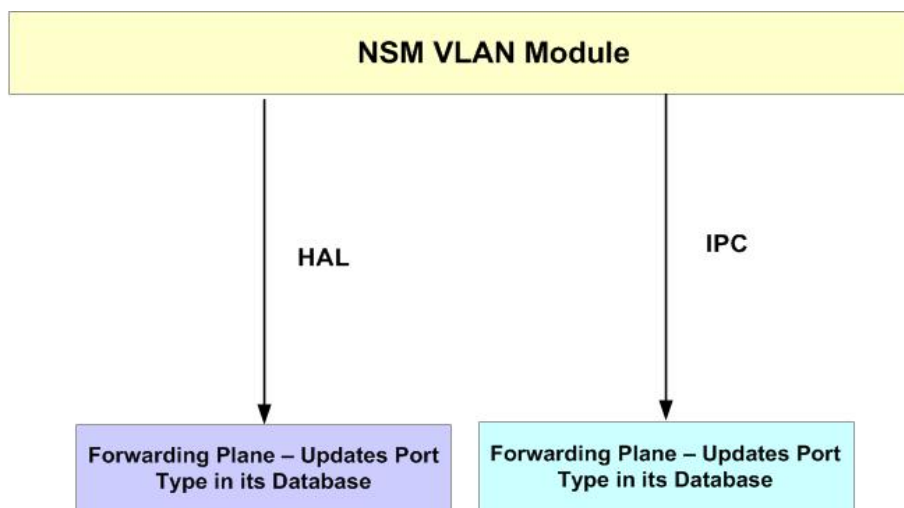 NSM VLAN Module
HAL
IPC
Forwarding Plane – Updates Port
Type in its Database
Forwarding Plane – Updates Port
Type in its Database